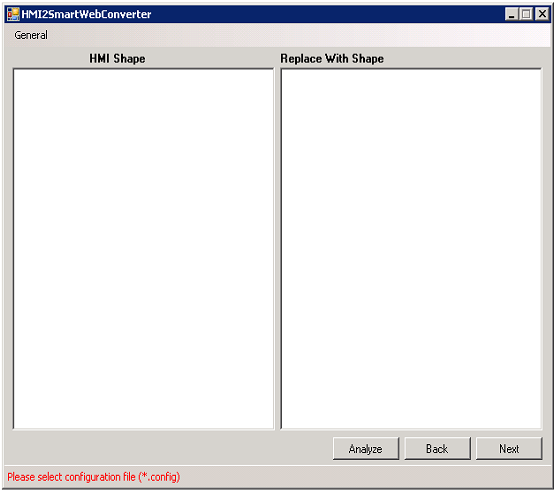 HMI2SmartWebConverter
General
HMI Shape Replace With Shape
Analyze Back Next
Please select configuration file (*.config)